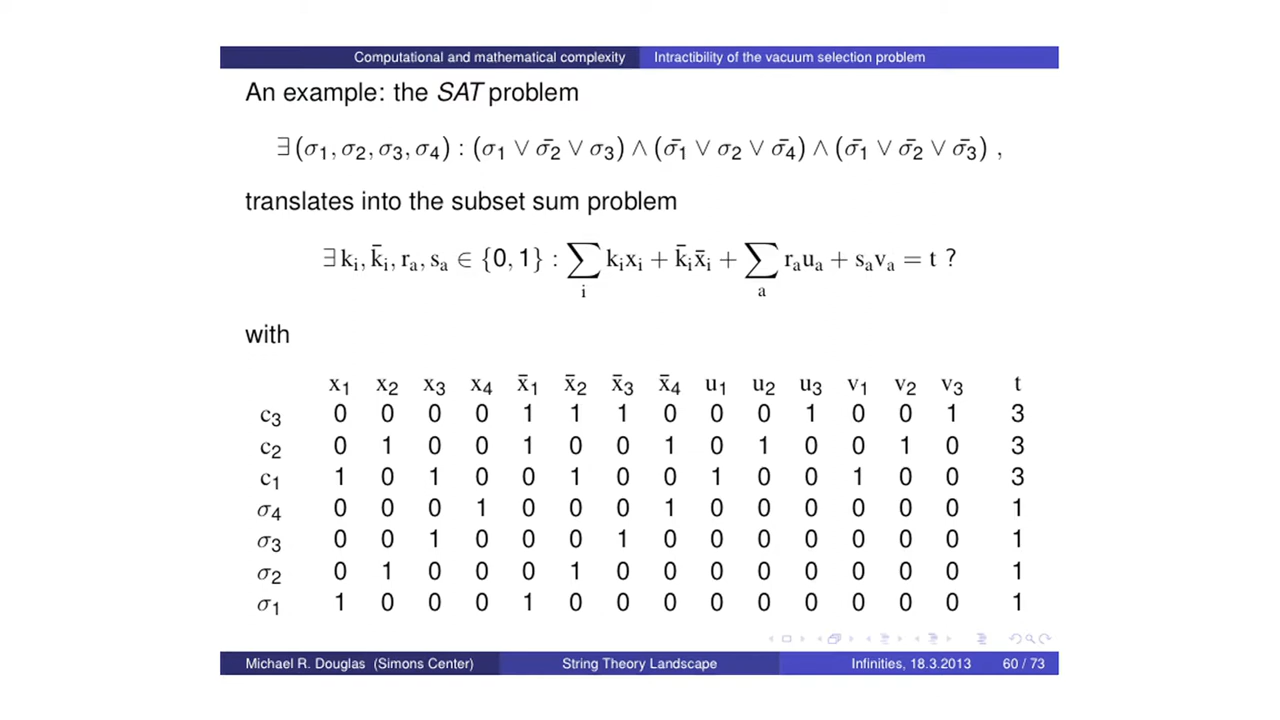 Computational and mathematical complexity Intractibility of the vacuum selection problem
An example: the SAT problem
∃ (σ₁, σ₂, σ₃, σ₄) : (σ₁ ∨ σ̄₂ ∨ σ₃) ∧ (σ̄₁ ∨ σ₂ ∨ σ̄₄) ∧ (σ̄₁ ∨ σ̄₂ ∨ σ̄₃) ,
translates into the subset sum problem
∃ kᵢ, k̄ᵢ, rₐ, sₐ ∈ {0, 1} : ∑ᵢ kᵢxᵢ + k̄ᵢx̄ᵢ + ∑ₐ rₐuₐ + sₐvₐ = t ?
with
x₁ x₂ x₃ x₄ x̄₁ x̄₂ x̄₃ x̄₄ u₁ u₂ u₃ v₁ v₂ v₃ t
c₃ 0 0 0 0 1 1 1 0 0 0 1 0 0 1 3
c₂ 0 1 0 0 1 0 0 1 0 1 0 0 1 0 3
c₁ 1 0 1 0 0 1 0 0 1 0 0 1 0 0 3
σ₄ 0 0 0 1 0 0 0 1 0 0 0 0 0 0 1
σ₃ 0 0 1 0 0 0 1 0 0 0 0 0 0 0 1
σ₂ 0 1 0 0 0 1 0 0 0 0 0 0 0 0 1
σ₁ 1 0 0 0 1 0 0 0 0 0 0 0 0 0 1
Michael R. Douglas (Simons Center) String Theory Landscape Infinities, 18.3.2013 60 / 73